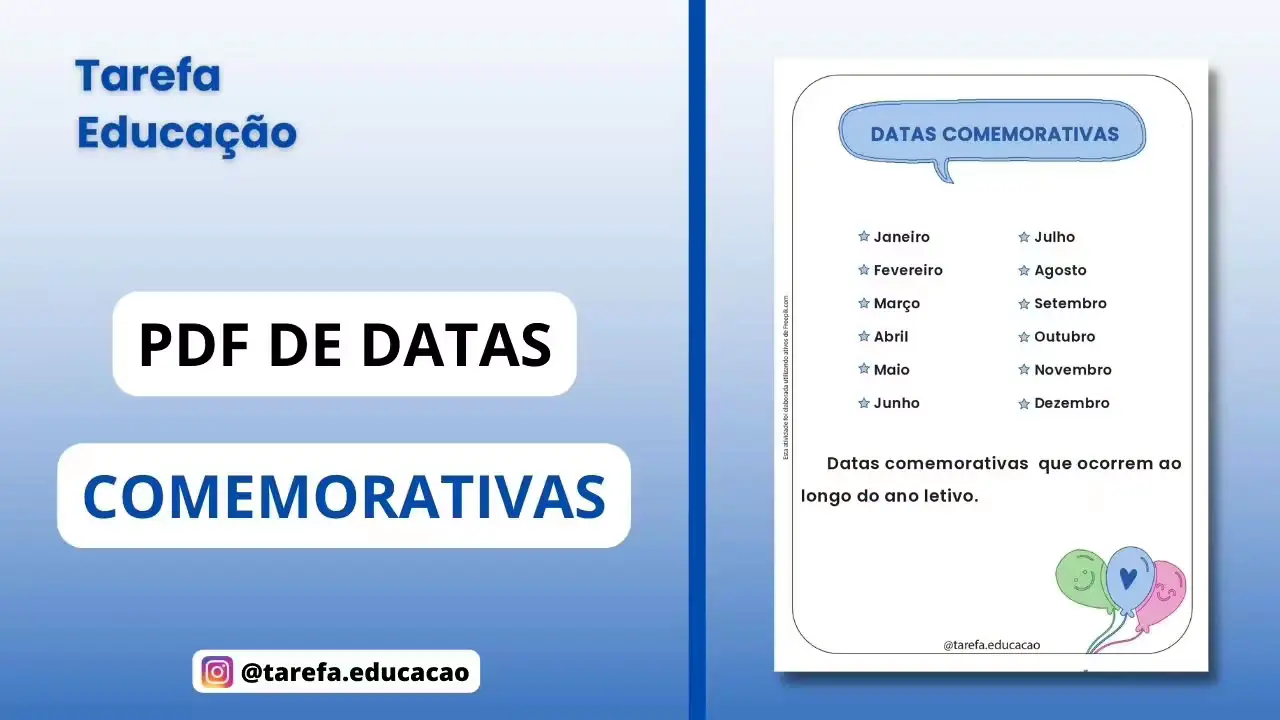 Tarefa
Educação
PDF DE DATAS
COMEMORATIVAS
@tarefa.educacao
DATAS COMEMORATIVAS
Janeiro
Fevereiro
Março
Abril
Maio
Junho
Julho
Agosto
Setembro
Outubro
Novembro
Dezembro
Datas comemorativas que ocorrem ao
longo do ano letivo.
Esta atividade foi elaborada utilizando ativos de Freepik.com
@tarefa.educacao